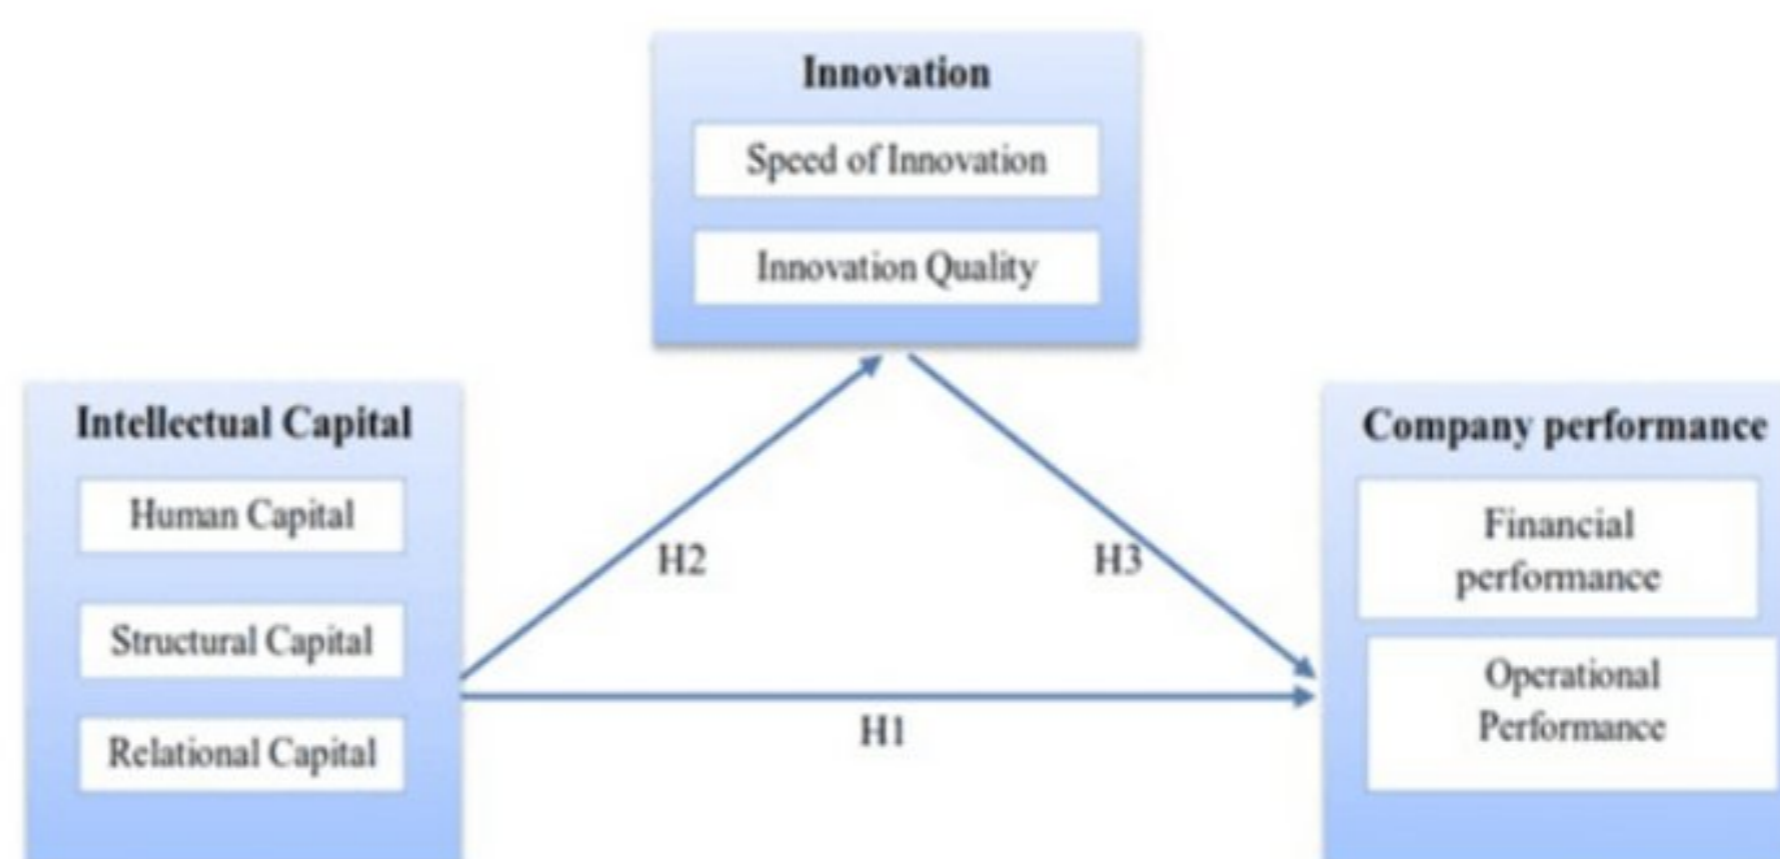 Innovation
Speed of Innovation
Innovation Quality
Intellectual Capital
Human Capital
Structural Capital
Relational Capital
H2
H3
H1
Company performance
Financial
performance
Operational
Performance